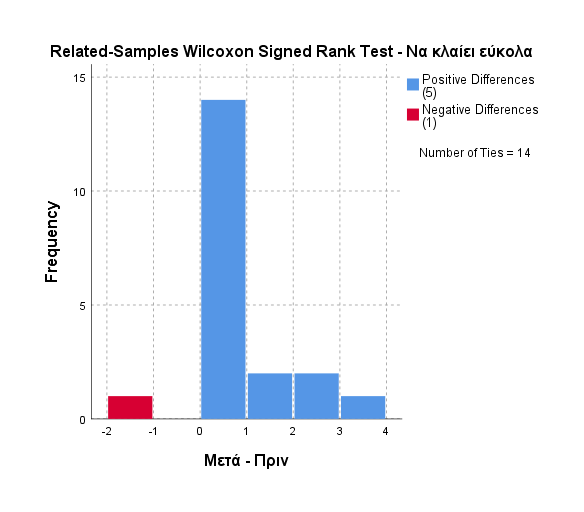 Related-Samples Wilcoxon Signed Rank Test - Να κλαίει εύκολα
15
10
5
0
Frequency
-2 -1 0 1 2 3 4
Μετά - Πριν
Positive Differences
(5)
Negative Differences
(1)
Number of Ties = 14